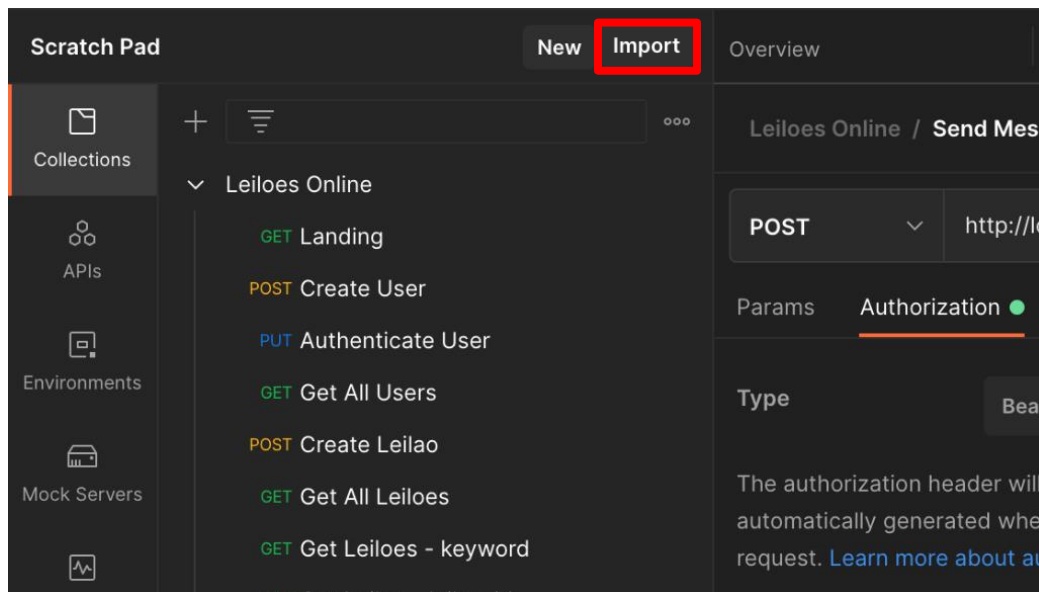 Scratch Pad
New
Import
Overview
Collections
Leiloes Online / Send Mes
Leiloes Online
GET Landing
POST
http://l
APIs
POST Create User
Params
Authorization
PUT Authenticate User
Environments
GET Get All Users
Type
Bea
POST Create Leilao
Mock Servers
GET Get All Leiloes
The authorization header will
automatically generated whe
GET Get Leiloes - keyword
request. Learn more about au